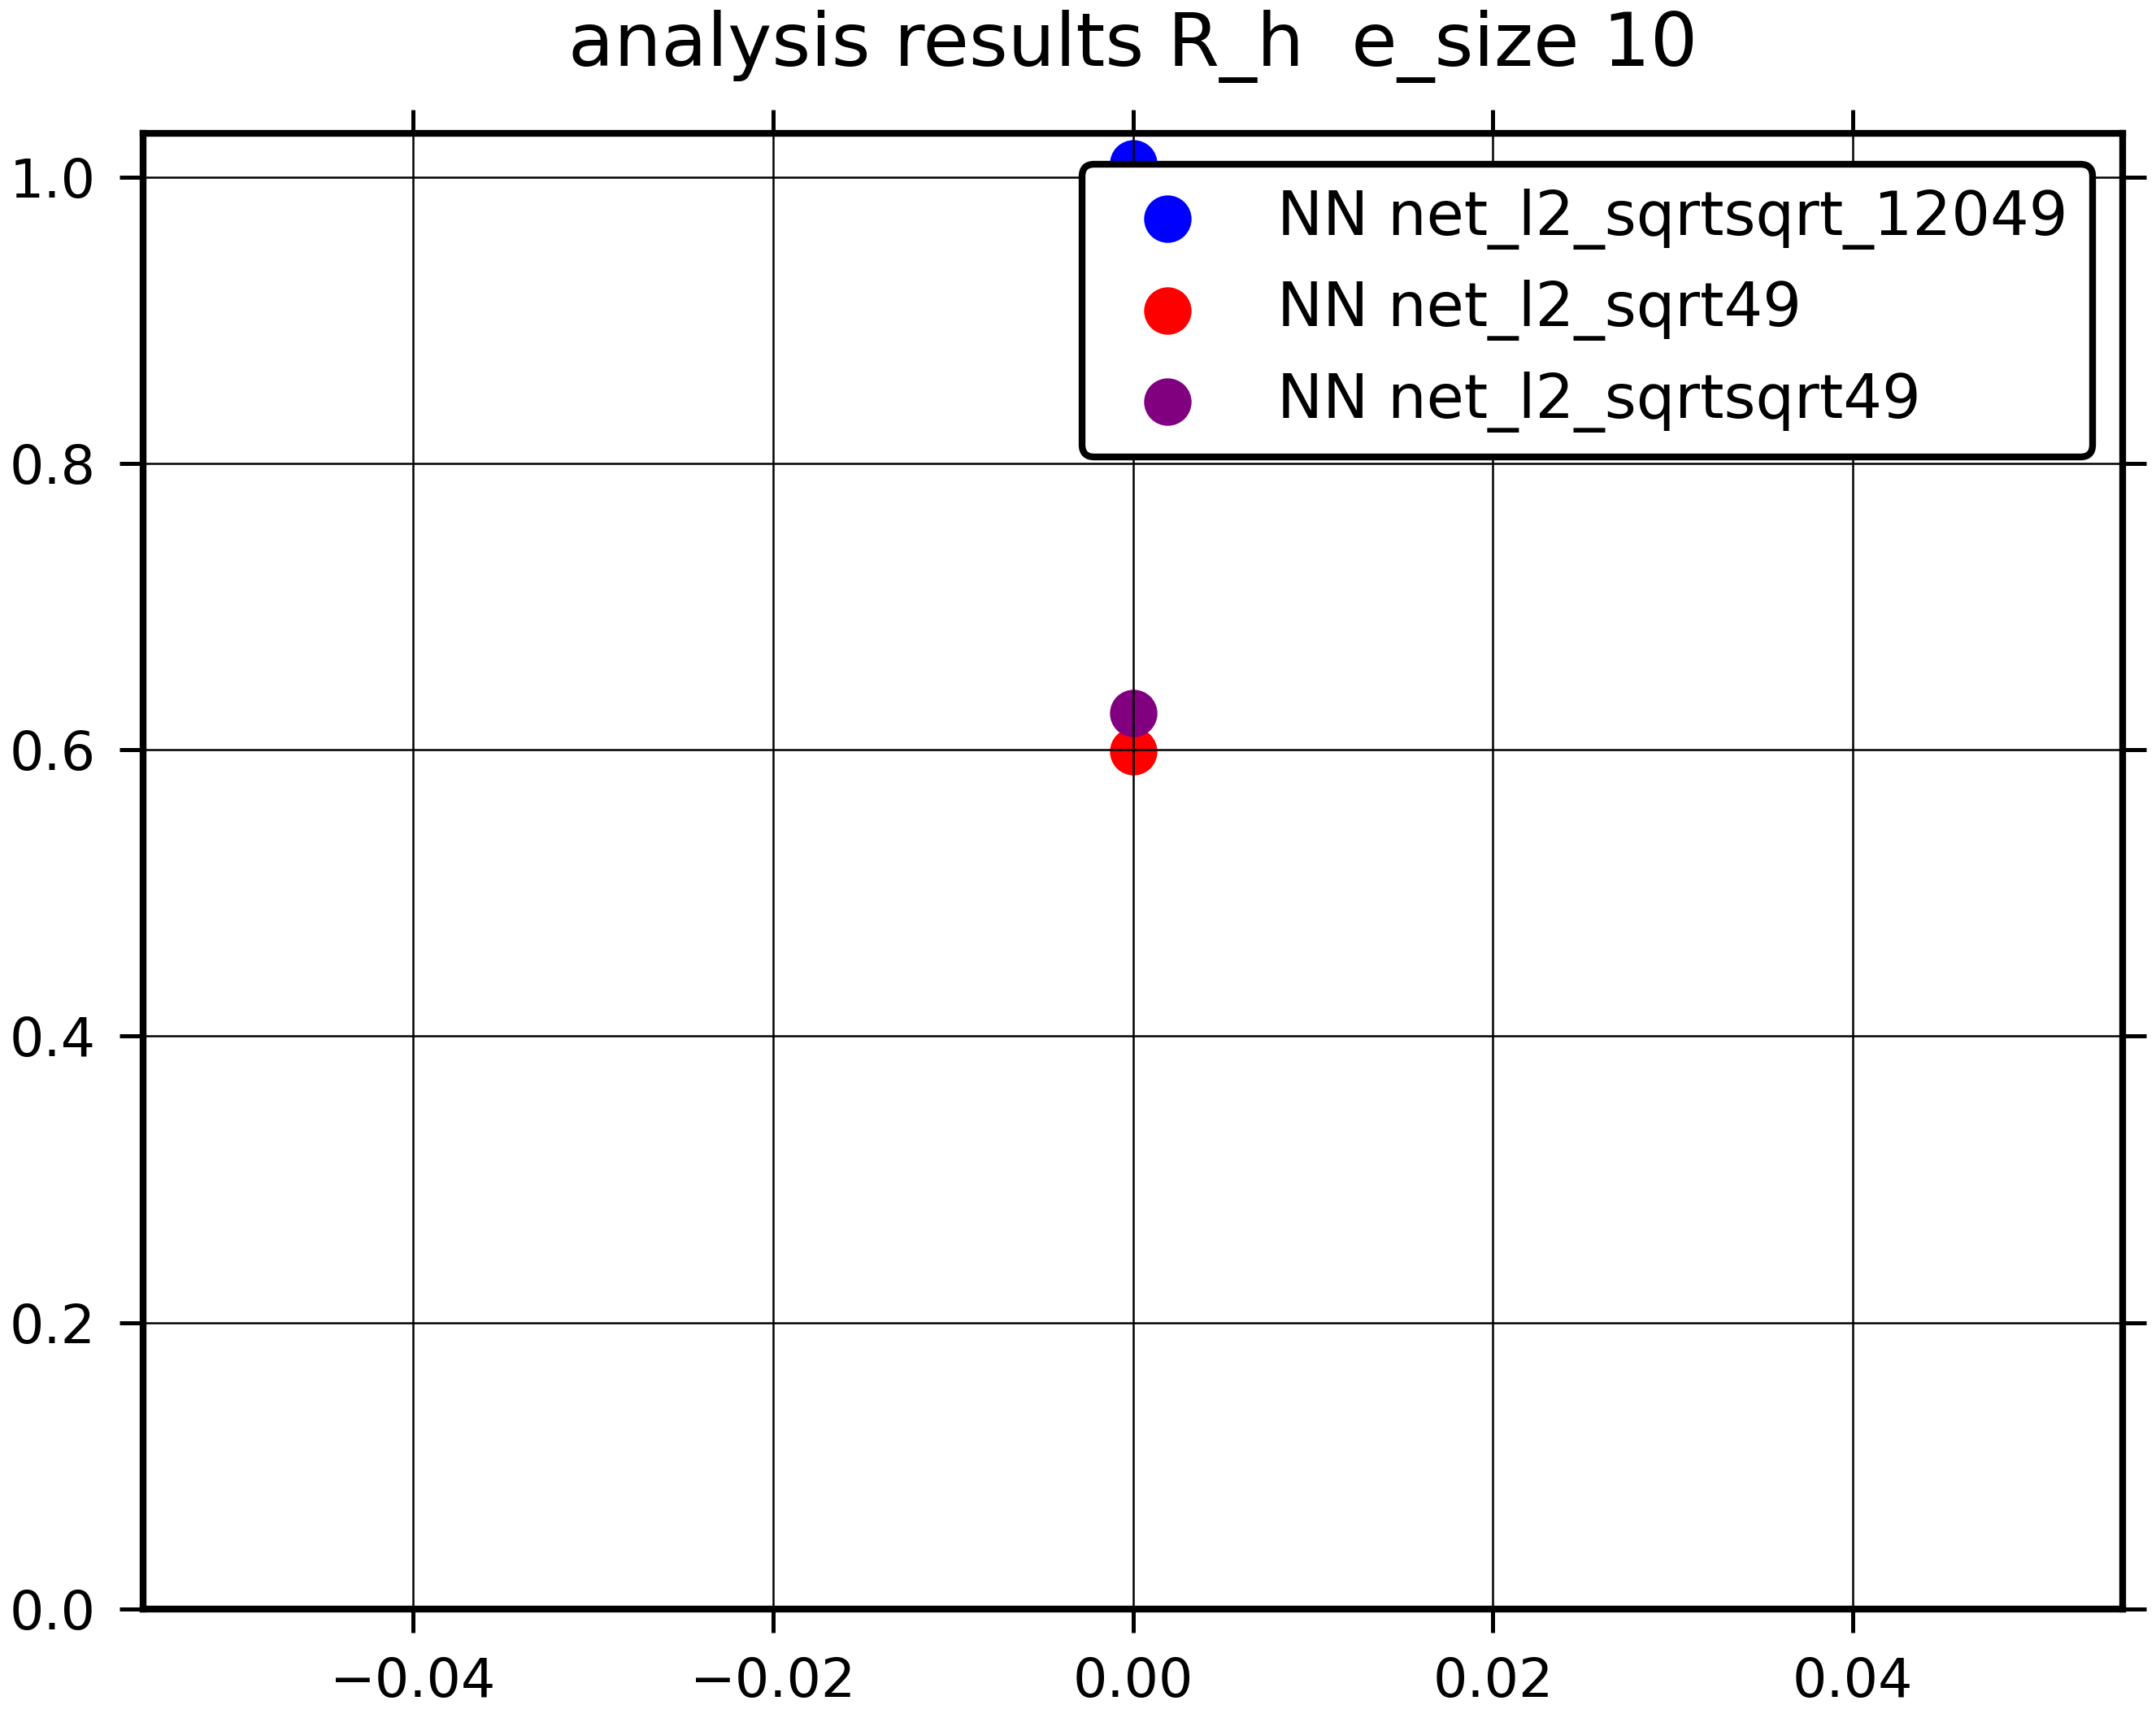 analysis results R_h  e_size 10
1.0
0.8
0.6
0.4
0.2
0.0
NN net_l2_sqrtsqrt_12049
NN net_l2_sqrt49
NN net_l2_sqrtsqrt49
−0.04
−0.02
0.00
0.02
0.04